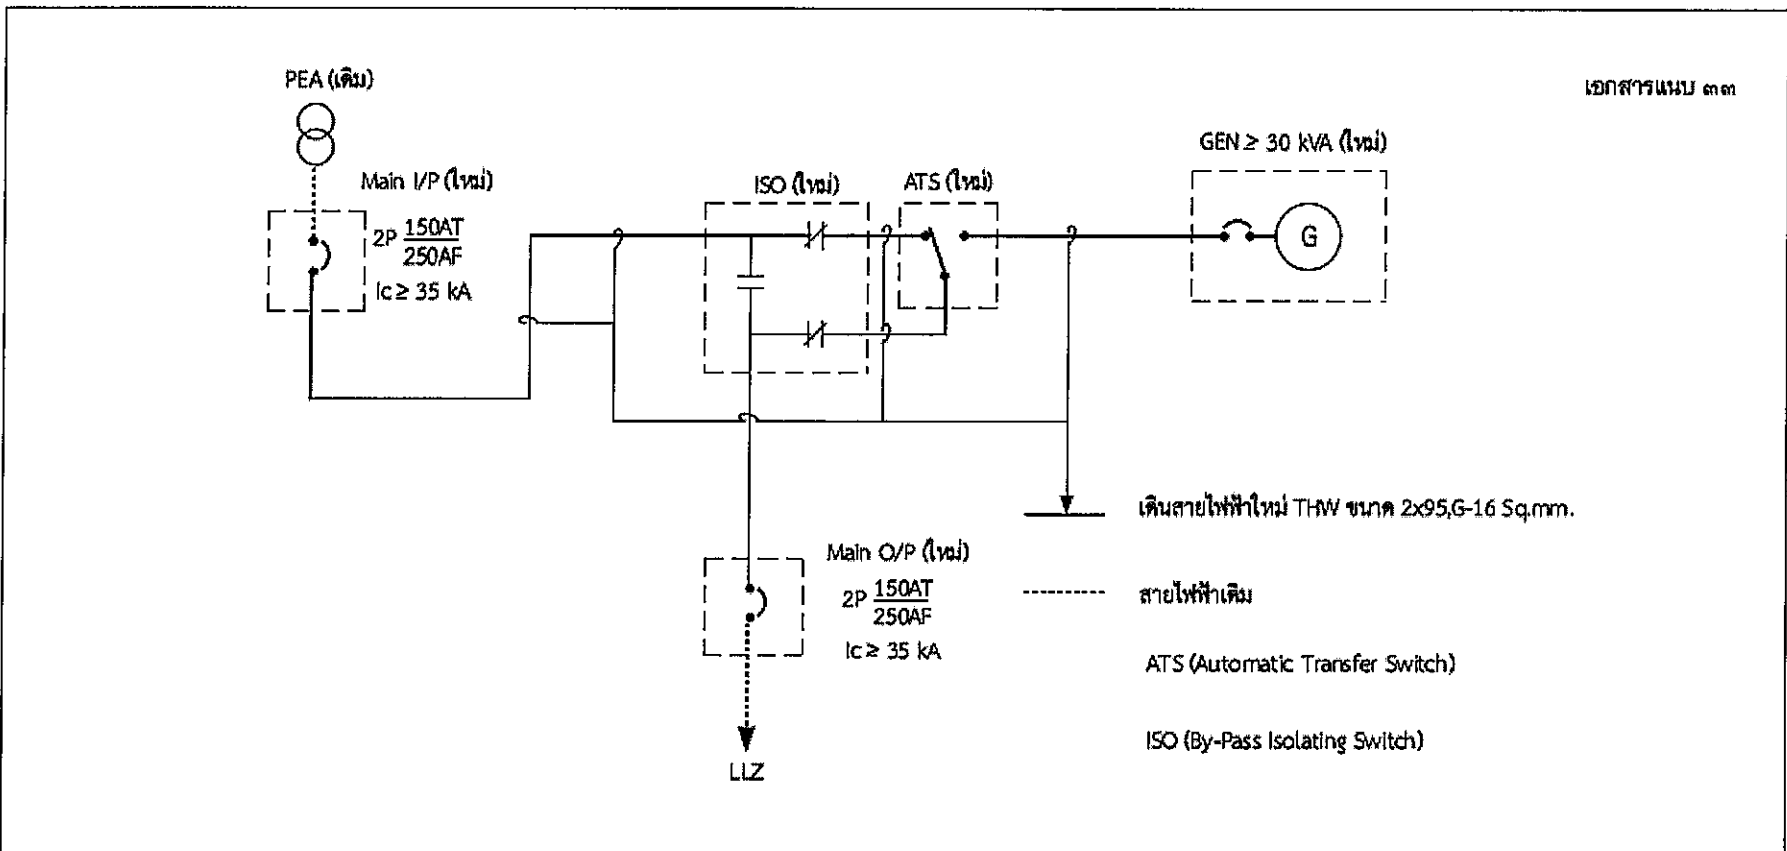 PEA (เดิม)
เอกสารแนบ ๓๓
GEN ≥ 30 kVA (ใหม่)
Main I/P (ใหม่)
ISO (ใหม่)
ATS (ใหม่)
2P 150AT
250AF
Ic ≥ 35 kA
G
เดินสายไฟฟ้าใหม่ THW ขนาด 2x95,G-16 Sq.mm.
Main O/P (ใหม่)
2P 150AT
250AF
Ic ≥ 35 kA
สายไฟฟ้าเดิม
ATS (Automatic Transfer Switch)
ISO (By-Pass Isolating Switch)
LLZ